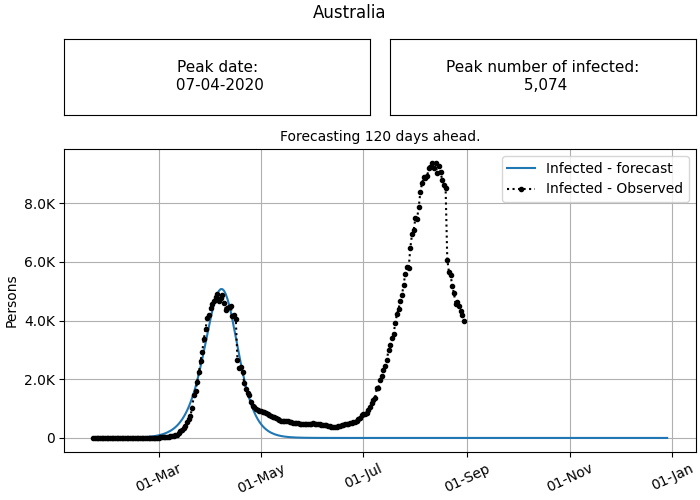 Australia
Peak date:
07-04-2020
Peak number of infected:
5,074
Forecasting 120 days ahead.
Infected - forecast
Infected - Observed
8.0K
6.0K
4.0K
2.0K
0
Persons
01-Mar
01-May
01-Jul
01-Sep
01-Nov
01-Jan